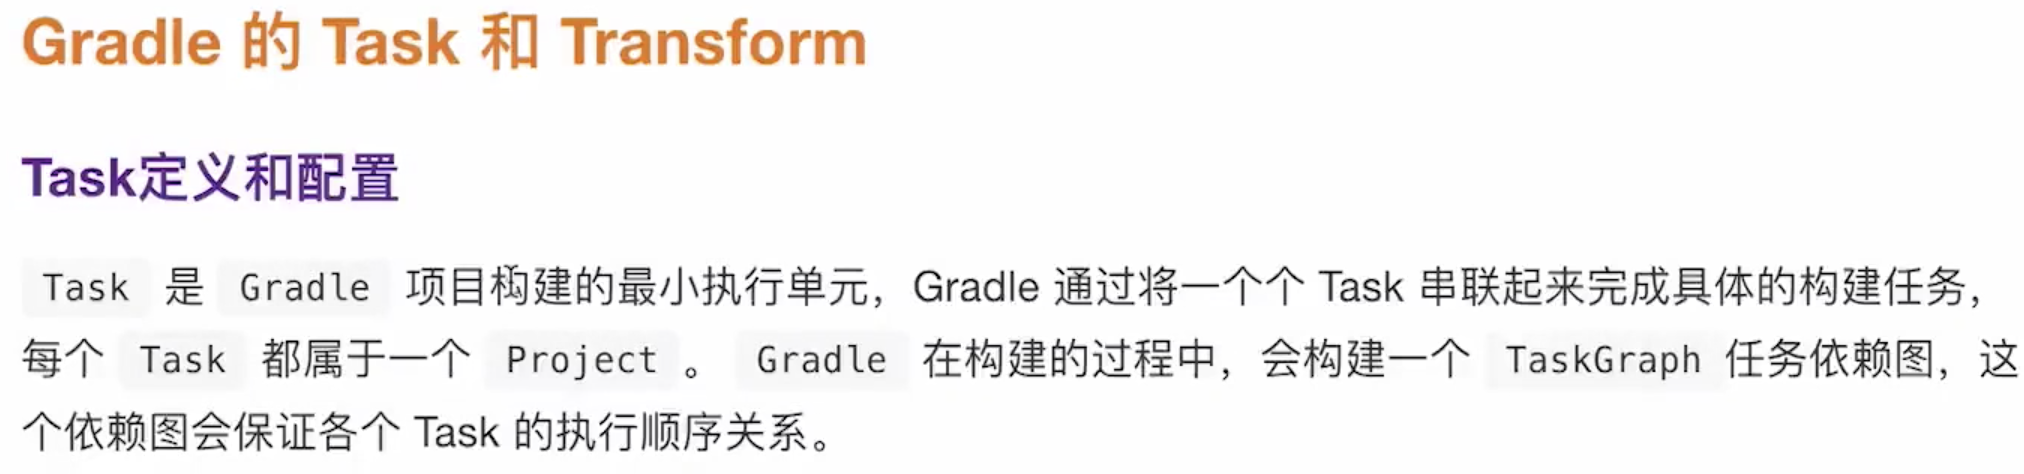 Gradle 的 Task 和 Transform
Task定义和配置
Task 是 Gradle 项目构建的最小执行单元，Gradle 通过将一个个 Task 串联起来完成具体的构建任务，
每个 Task 都属于一个 Project 。 Gradle 在构建的过程中，会构建一个 TaskGraph 任务依赖图，这
个依赖图会保证各个 Task 的执行顺序关系。